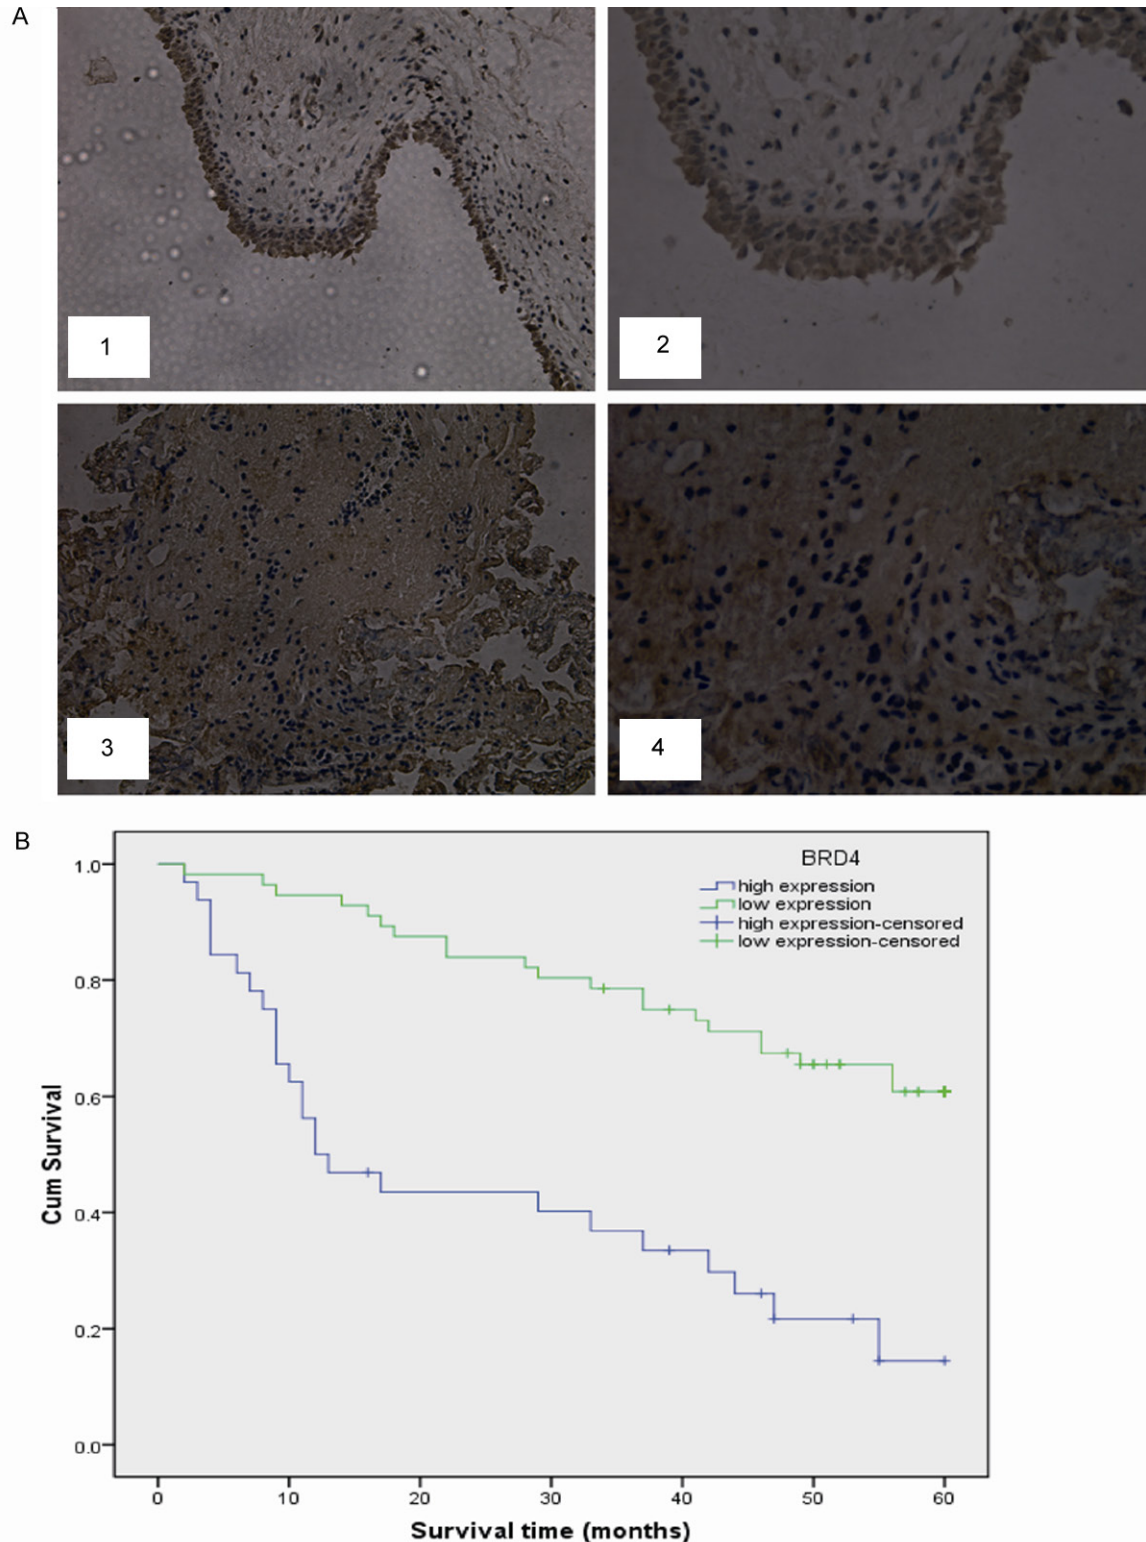 A
1
2
3
4
B
BRD4
high expression
low expression
high expression-censored
low expression-censored
1.0
0.8
0.6
0.4
0.2
0.0
Cum Survival
0 10 20 30 40 50 60
Survival time (months)